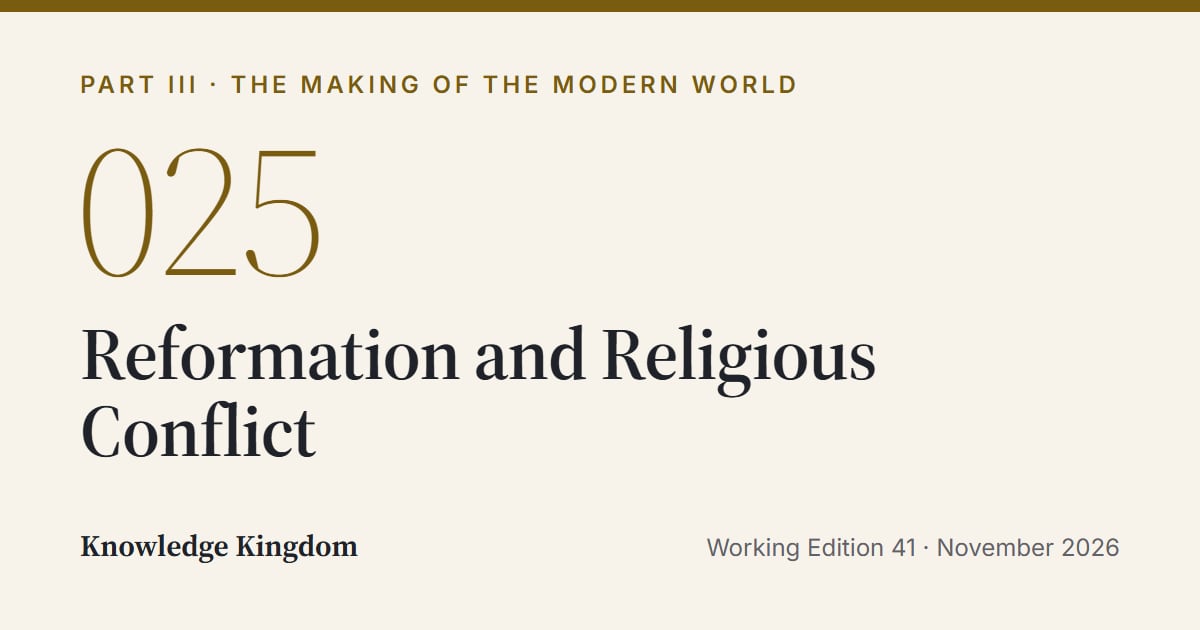 PART III · THE MAKING OF THE MODERN WORLD
025
Reformation and Religious
Conflict
Knowledge Kingdom
Working Edition 41 · November 2026